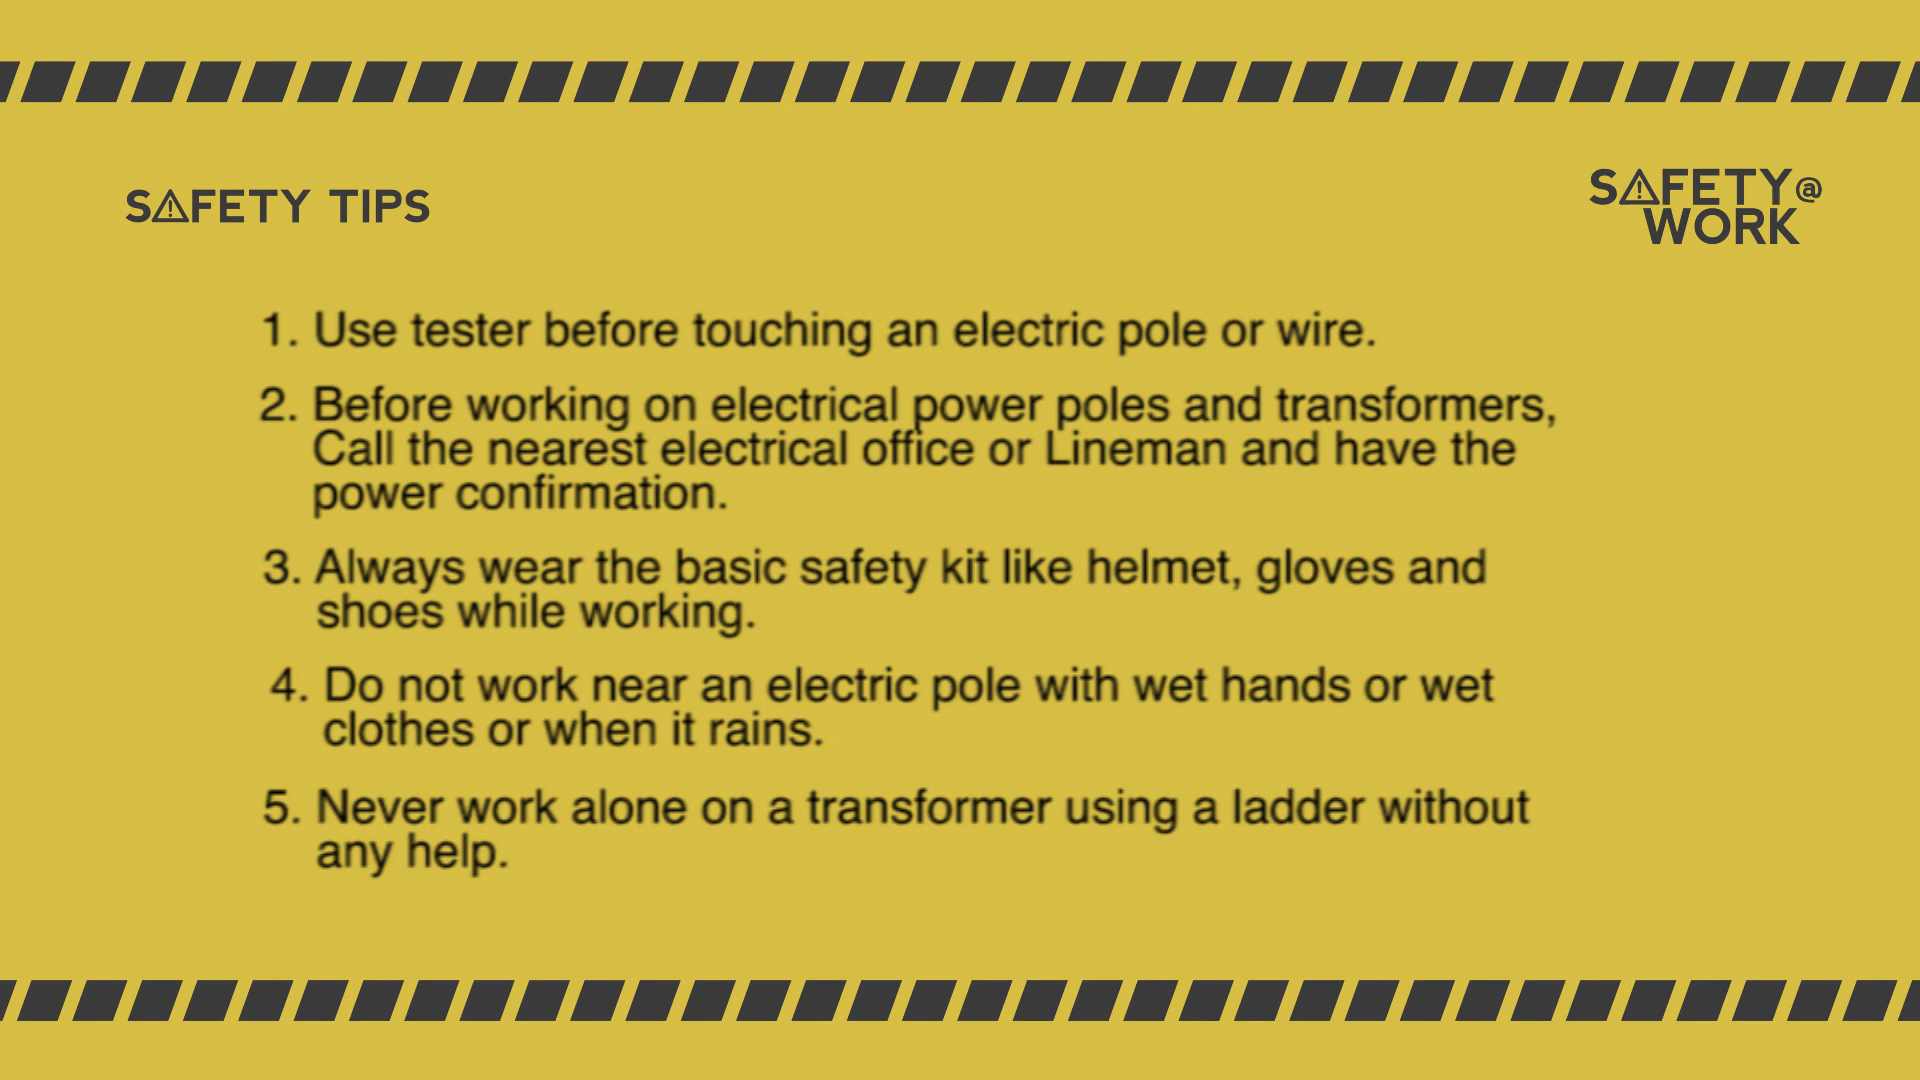 SAFETY TIPS
SAFETY@
WORK
1. Use tester before touching an electric pole or wire.
2. Before working on electrical power poles and transformers,
Call the nearest electrical office or Lineman and have the
power confirmation.
3. Always wear the basic safety kit like helmet, gloves and
shoes while working.
4. Do not work near an electric pole with wet hands or wet
clothes or when it rains.
5. Never work alone on a transformer using a ladder without
any help.